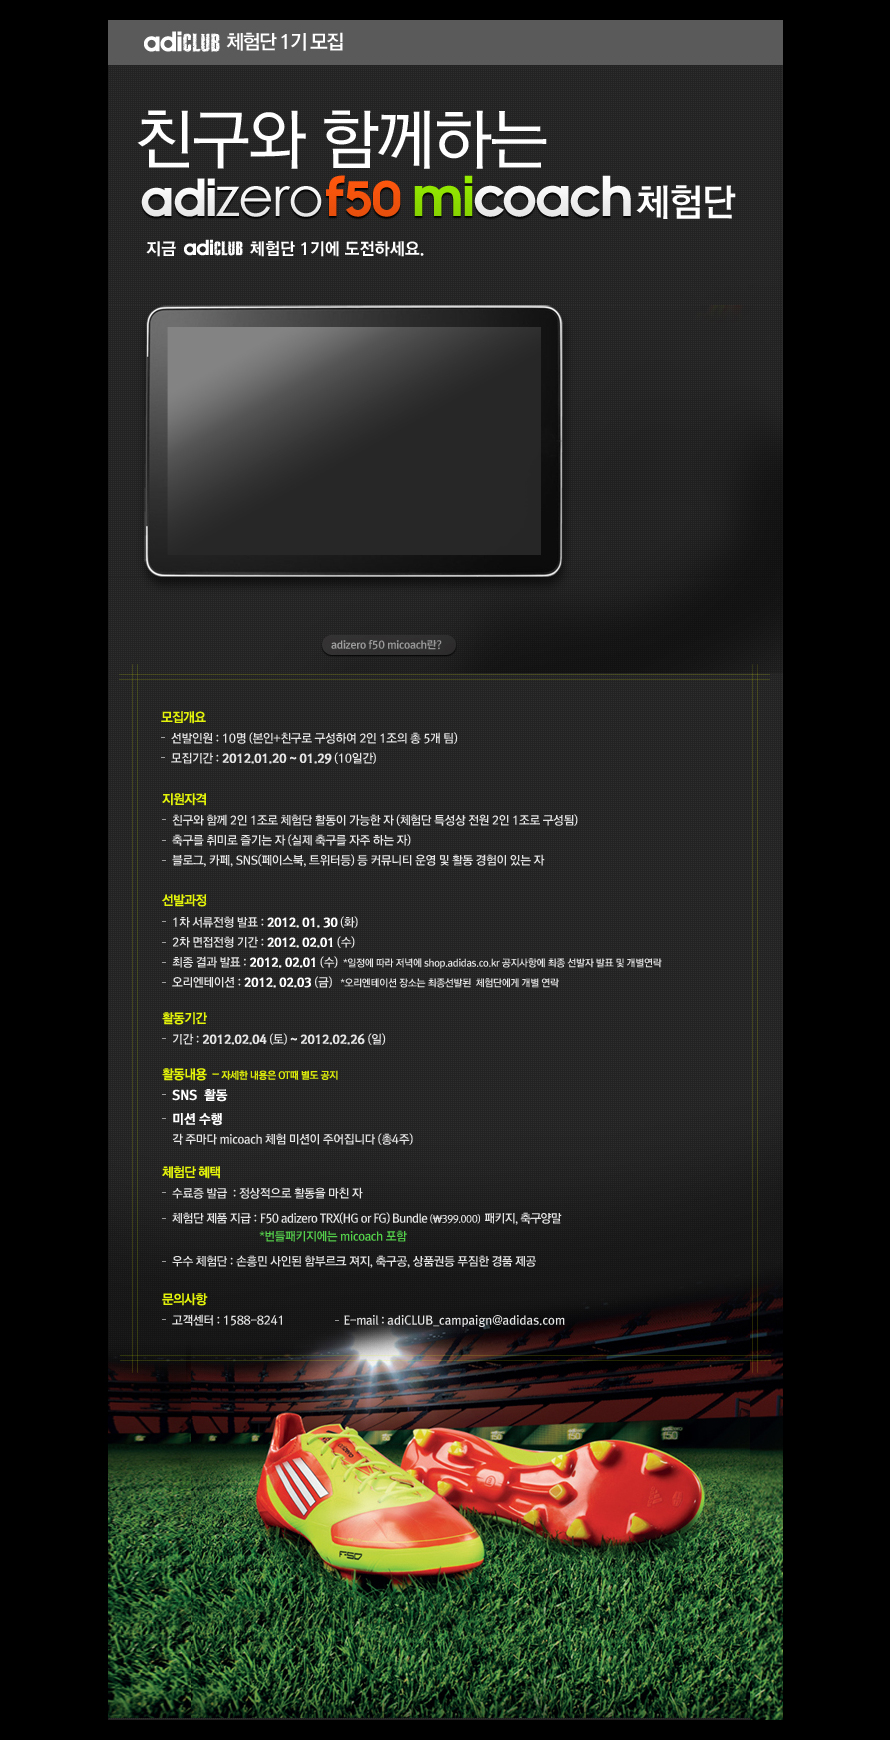 adiCLUB 체험단 1기 모집
친구와 함께하는
adizero f50 micoach 체험단
지금 adiCLUB 체험단 1기에 도전하세요.
adizero f50 micoach란?
모집개요
- 선발인원 : 10명 (본인+친구로 구성하여 2인 1조의 총 5개 팀)
- 모집기간 : 2012.01.20 ~ 01.29 (10일간)
지원자격
- 친구와 함께 2인 1조로 체험단 활동이 가능한 자 (체험단 특성상 전원 2인 1조로 구성됨)
- 축구를 취미로 즐기는 자 (실제 축구를 자주 하는 자)
- 블로그, 카페, SNS(페이스북, 트위터등) 등 커뮤니티 운영 및 활동 경험이 있는 자
선발과정
- 1차 서류전형 발표 : 2012. 01. 30 (화)
- 2차 면접전형 기간 : 2012. 02.01 (수)
- 최종 결과 발표 : 2012. 02.01 (수) *일정에 따라 저녁에 shop.adidas.co.kr 공지사항에 최종 선발자 발표 및 개별연락
- 오리엔테이션 : 2012. 02.03 (금) *오리엔테이션 장소는 최종선발된 체험단에게 개별 연락
활동기간
- 기간 : 2012.02.04 (토) ~ 2012.02.26 (일)
활동내용 - 자세한 내용은 OT때 별도 공지
- SNS 활동
- 미션 수행
각 주마다 micoach 체험 미션이 주어집니다 (총4주)
체험단 혜택
- 수료증 발급 : 정상적으로 활동을 마친 자
- 체험단 제품 지급 : F50 adizero TRX(HG or FG) Bundle (₩399.000) 패키지, 축구양말
*번들패키지에는 micoach 포함
- 우수 체험단 : 손흥민 사인된 함부르크 져지, 축구공, 상품권등 푸짐한 경품 제공
문의사항
- 고객센터 : 1588-8241 - E-mail : adiCLUB_campaign@adidas.com
F50